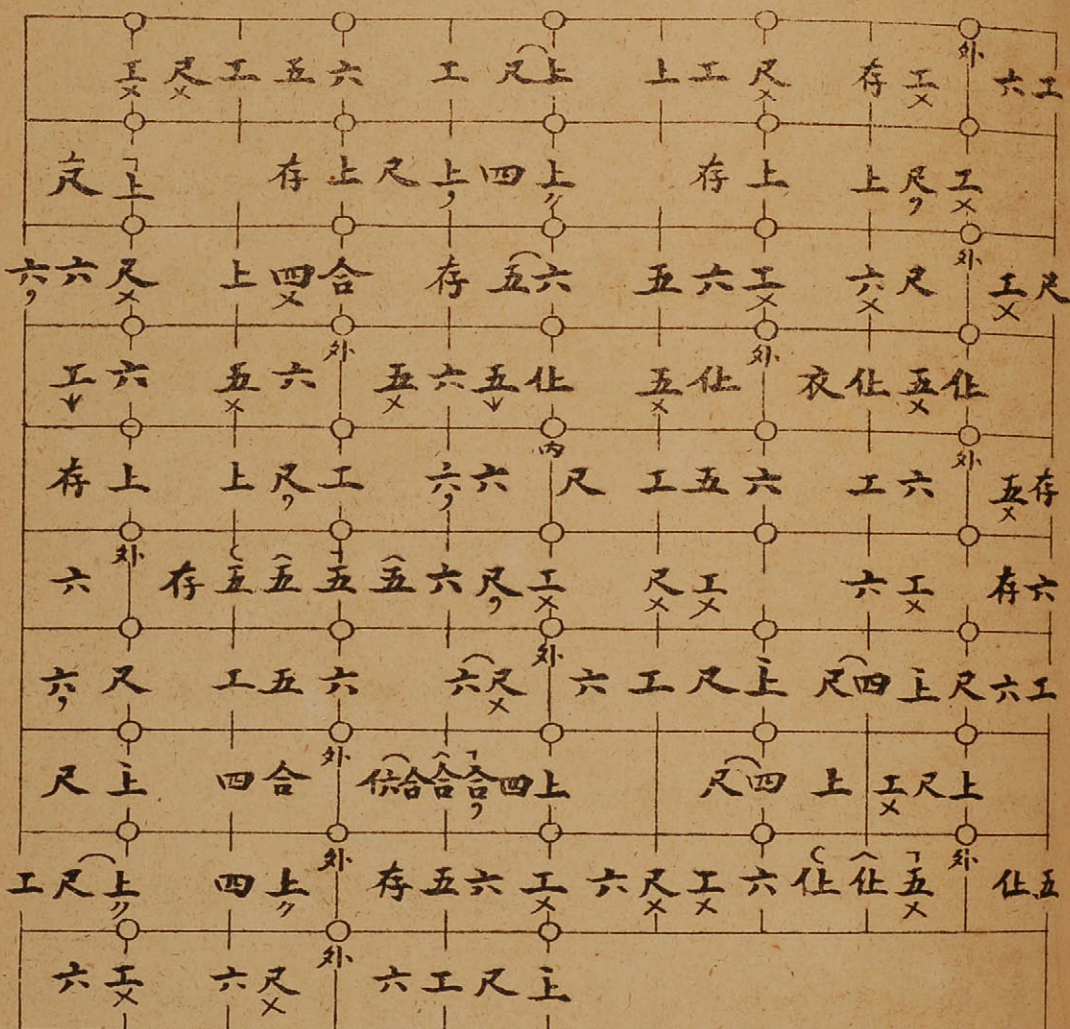 工 尺 工 五 六 工 尺 上 上 工 尺 存 工 外 六 工
尺 上 存 上 尺 上 四 上 存 上 上 尺 工
六 六 尺 上 四 合 存 五 六 五 六 工 六 尺 外 工 尺
工 六 五 六 外 五 六 五 仩 五 仩 外 衣 仩 五 仩
存 上 上 尺 工 六 六 内 尺 工 五 六 工 六 外 五 存
六 外 存 五 五 五 五 六 尺 工 尺 工 六 工 存 六
六 尺 工 五 六 六 尺 外 六 工 尺 上 尺 四 上 尺 六 工
尺 上 四 合 外 合 合 合 四 上 尺 四 上 工 尺 上
工 尺 上 四 上 外 存 五 六 工 六 尺 工 六 仩 仩 五 外 仩 五
六 工 六 尺 外 六 工 尺 上